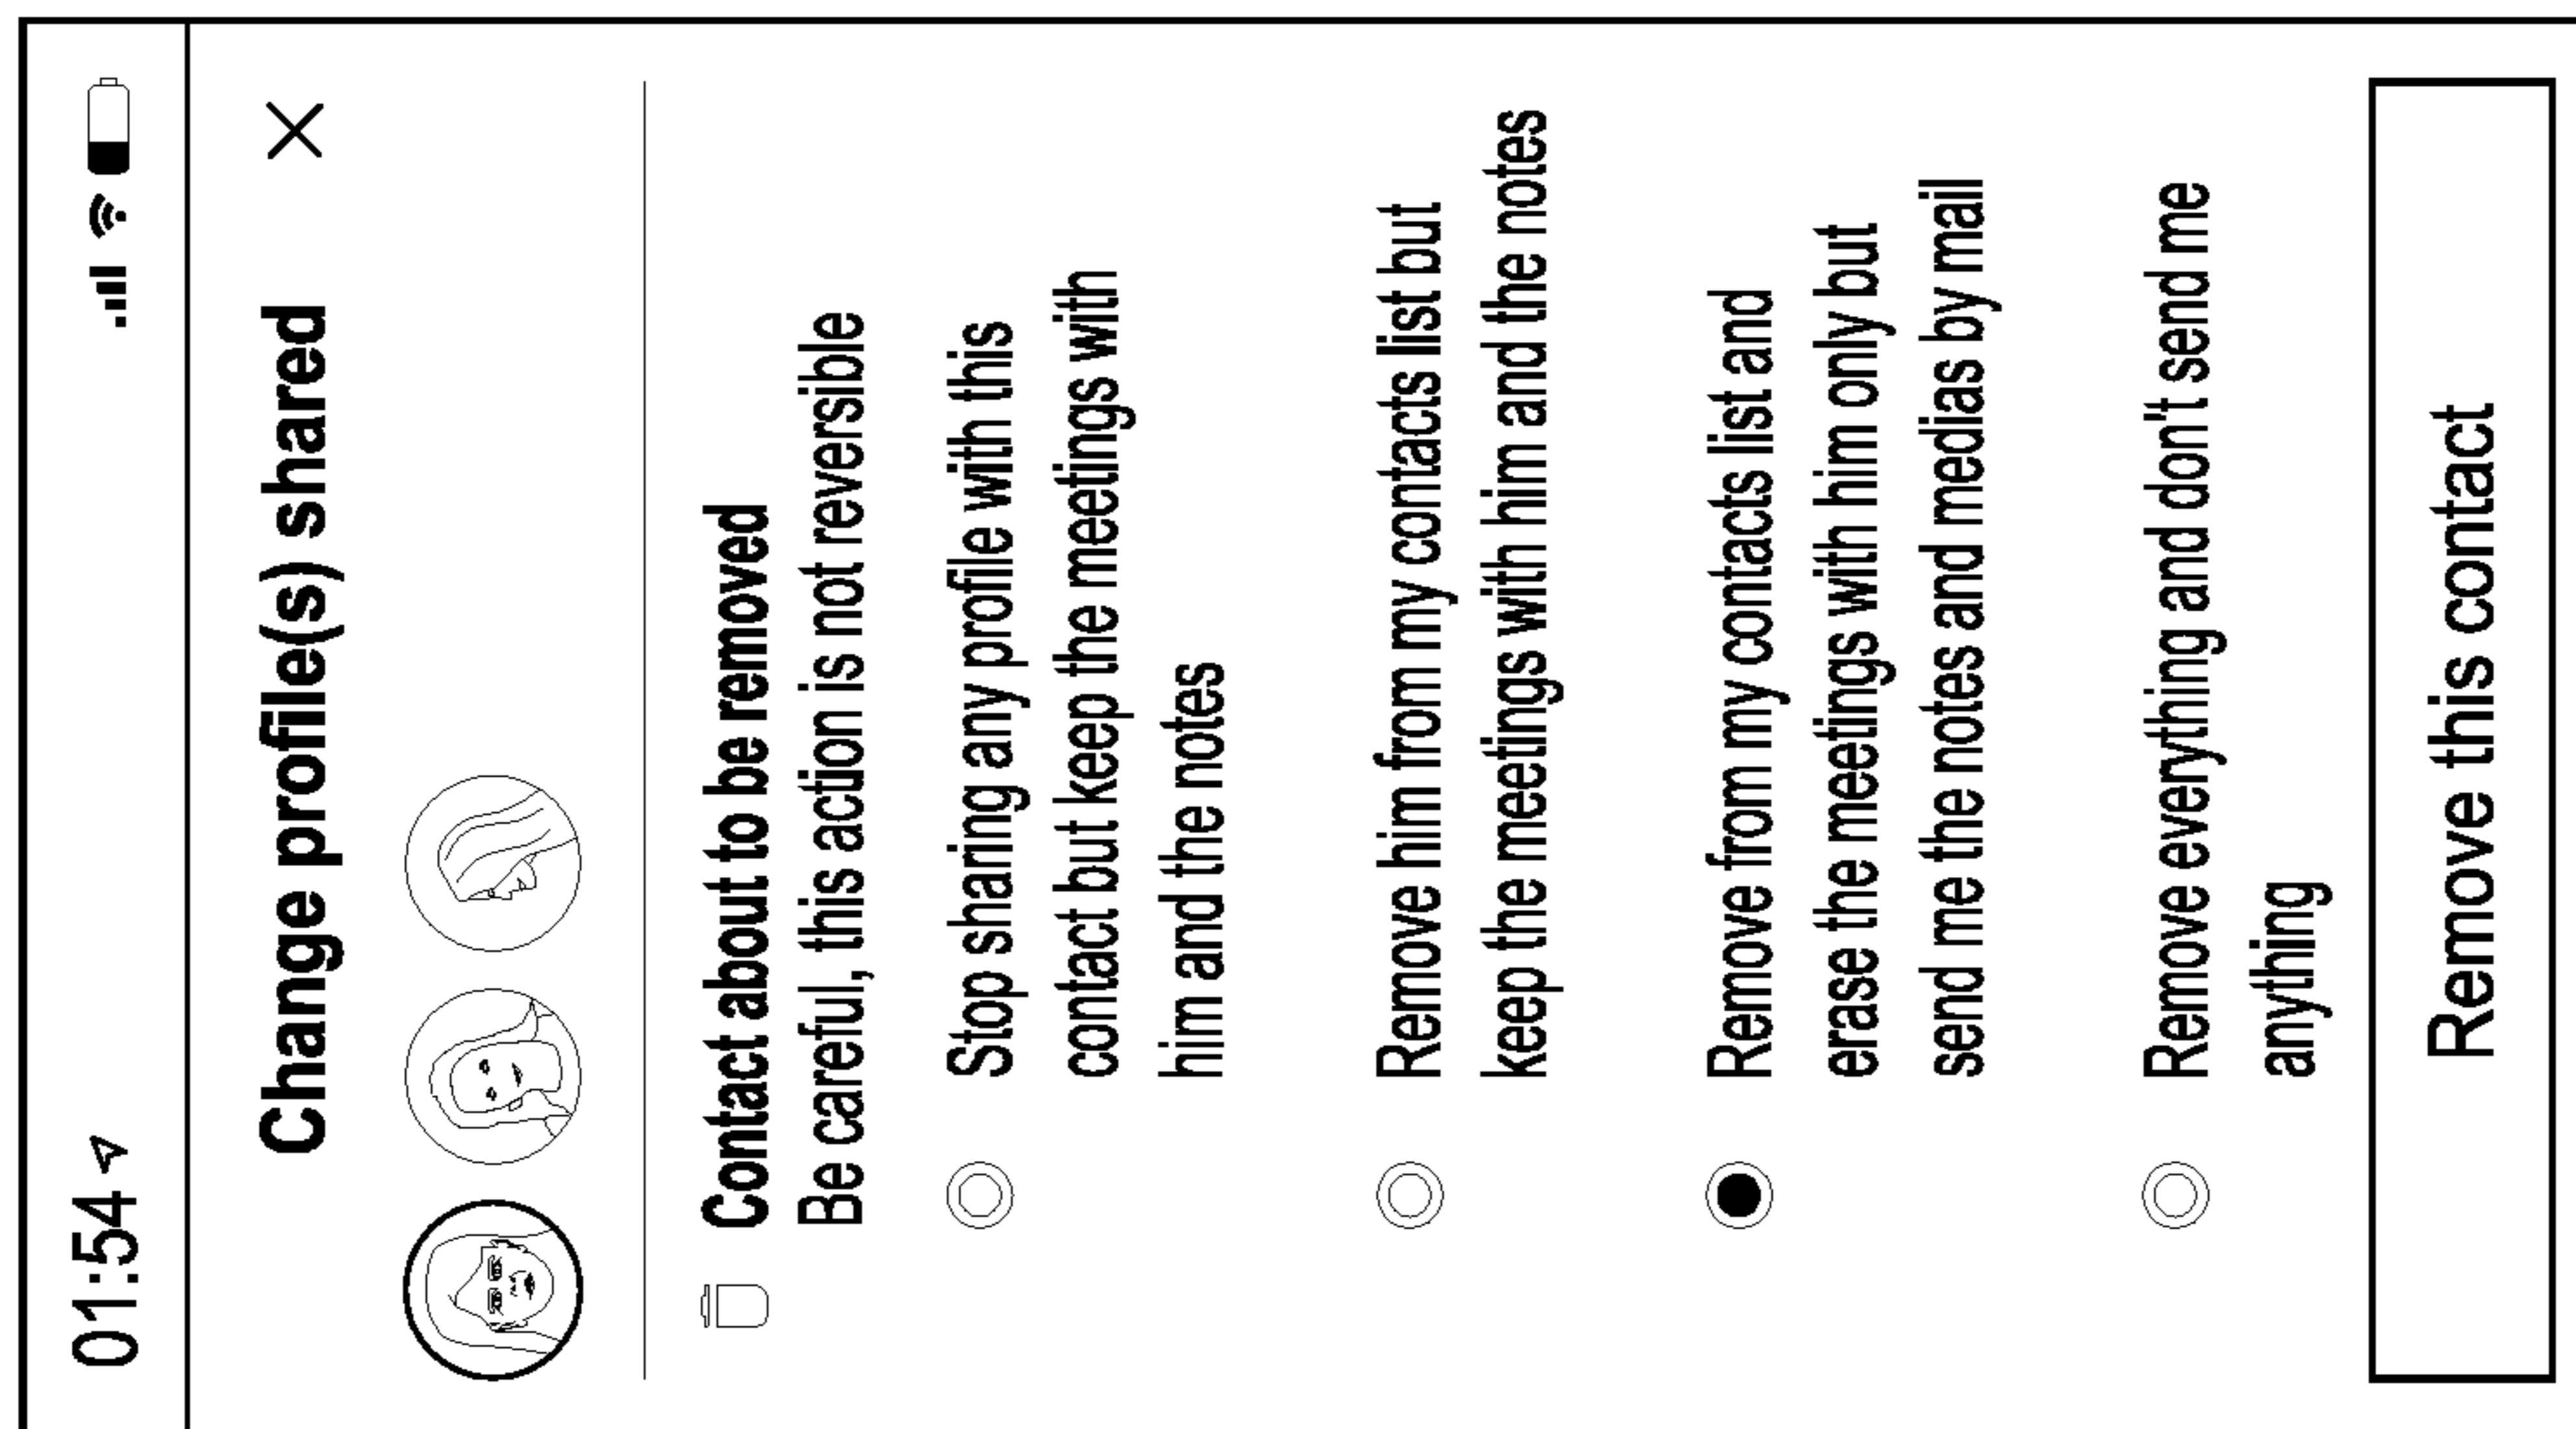 01:54
Change profile(s) shared
Contact about to be removed
Be careful, this action is not reversible
Stop sharing any profile with this
contact but keep the meetings with
him and the notes
Remove him from my contacts list but
keep the meetings with him and the notes
Remove from my contacts list and
erase the meetings with him only but
send me the notes and medias by mail
Remove everything and don't send me
anything
Remove this contact